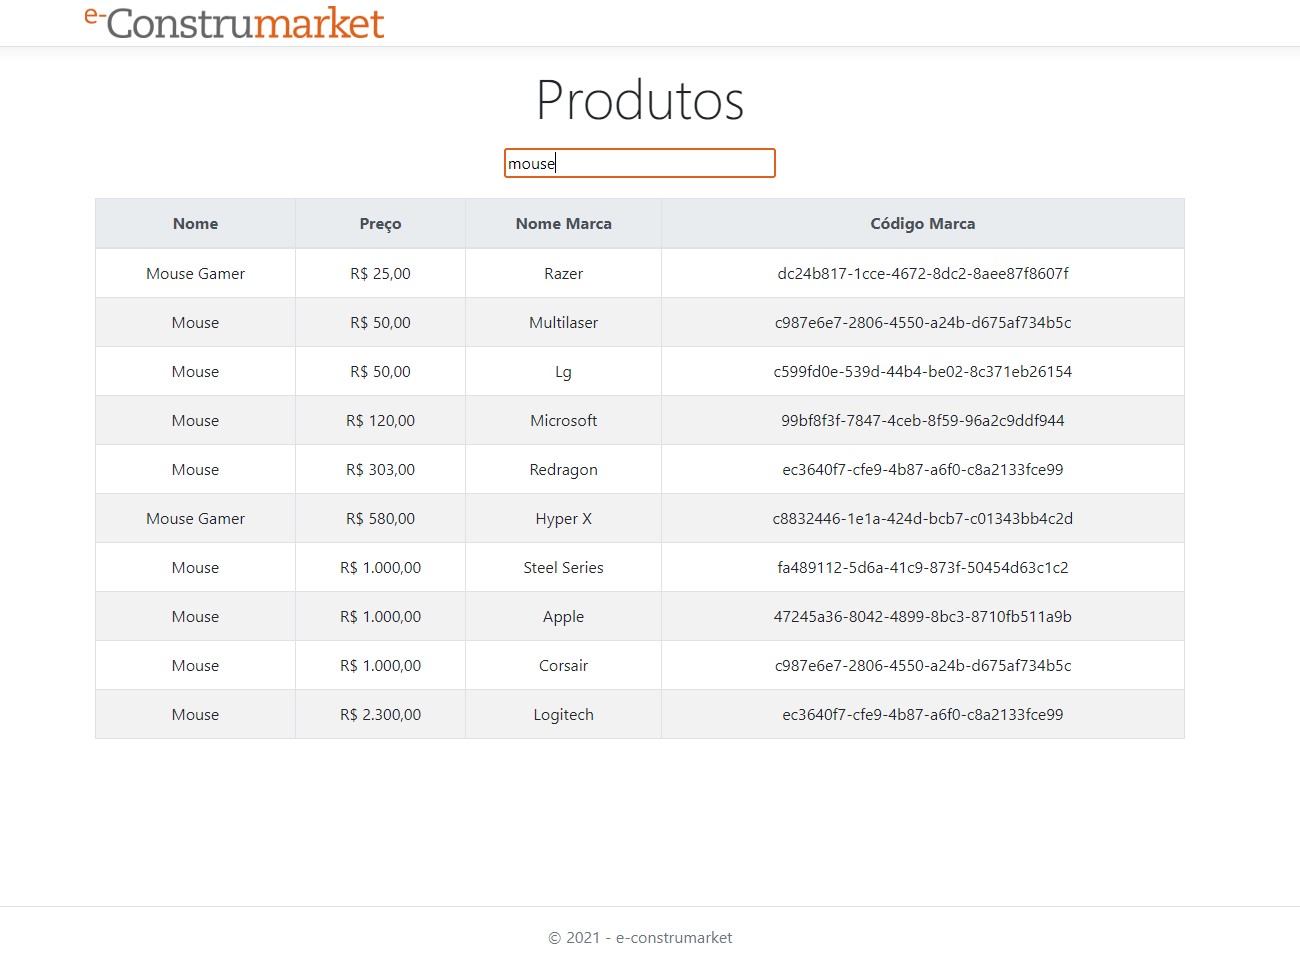 e-Construmarket
Produtos
mouse
Nome Preço Nome Marca Código Marca
Mouse Gamer R$ 25,00 Razer dc24b817-1cce-4672-8dc2-8aee87f8607f
Mouse R$ 50,00 Multilaser c987e6e7-2806-4550-a24b-d675af734b5c
Mouse R$ 50,00 Lg c599fd0e-539d-44b4-be02-8c371eb26154
Mouse R$ 120,00 Microsoft 99bf8f3f-7847-4ceb-8f59-96a2c9ddf944
Mouse R$ 303,00 Redragon ec3640f7-cfe9-4b87-a6f0-c8a2133fce99
Mouse Gamer R$ 580,00 Hyper X c8832446-1e1a-424d-bcb7-c01343bb4c2d
Mouse R$ 1.000,00 Steel Series fa489112-5d6a-41c9-873f-50454d63c1c2
Mouse R$ 1.000,00 Apple 47245a36-8042-4899-8bc3-8710fb511a9b
Mouse R$ 1.000,00 Corsair c987e6e7-2806-4550-a24b-d675af734b5c
Mouse R$ 2.300,00 Logitech ec3640f7-cfe9-4b87-a6f0-c8a2133fce99
© 2021 - e-construmarket